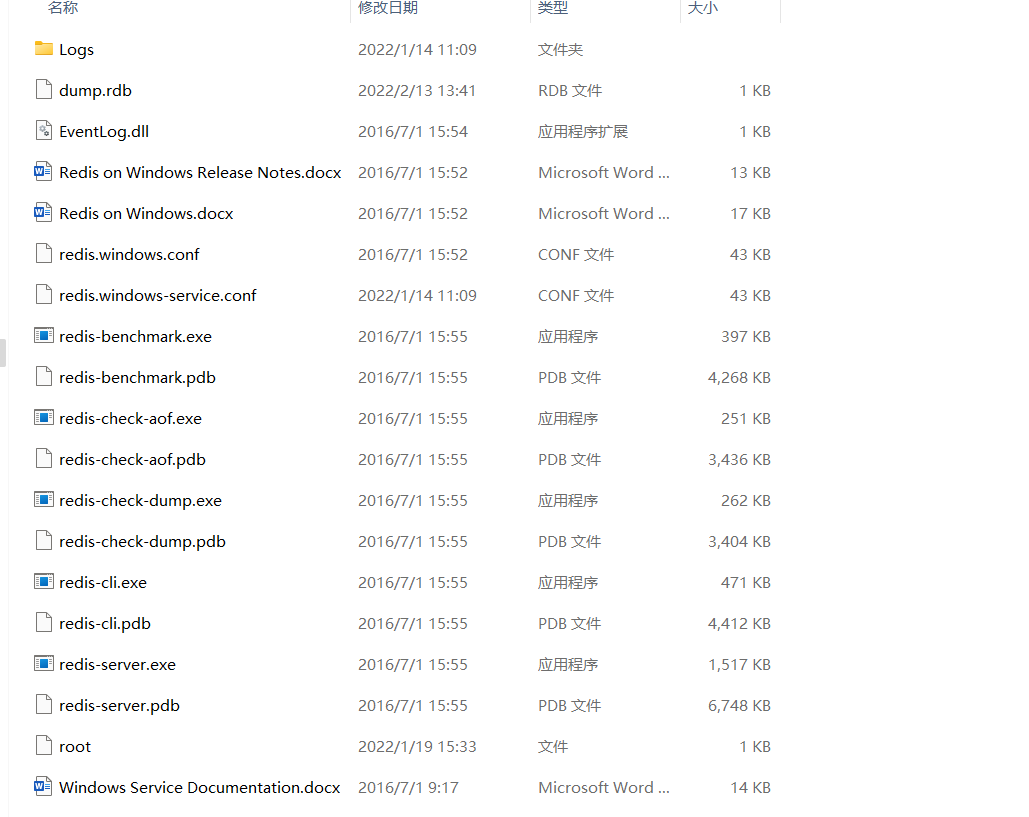 名称 修改日期 类型 大小
Logs 2022/1/14 11:09 文件夹
dump.rdb 2022/2/13 13:41 RDB 文件 1 KB
EventLog.dll 2016/7/1 15:54 应用程序扩展 1 KB
Redis on Windows Release Notes.docx 2016/7/1 15:52 Microsoft Word ... 13 KB
Redis on Windows.docx 2016/7/1 15:52 Microsoft Word ... 17 KB
redis.windows.conf 2016/7/1 15:52 CONF 文件 43 KB
redis.windows-service.conf 2022/1/14 11:09 CONF 文件 43 KB
redis-benchmark.exe 2016/7/1 15:55 应用程序 397 KB
redis-benchmark.pdb 2016/7/1 15:55 PDB 文件 4,268 KB
redis-check-aof.exe 2016/7/1 15:55 应用程序 251 KB
redis-check-aof.pdb 2016/7/1 15:55 PDB 文件 3,436 KB
redis-check-dump.exe 2016/7/1 15:55 应用程序 262 KB
redis-check-dump.pdb 2016/7/1 15:55 PDB 文件 3,404 KB
redis-cli.exe 2016/7/1 15:55 应用程序 471 KB
redis-cli.pdb 2016/7/1 15:55 PDB 文件 4,412 KB
redis-server.exe 2016/7/1 15:55 应用程序 1,517 KB
redis-server.pdb 2016/7/1 15:55 PDB 文件 6,748 KB
root 2022/1/19 15:33 文件 1 KB
Windows Service Documentation.docx 2016/7/1 9:17 Microsoft Word ... 14 KB